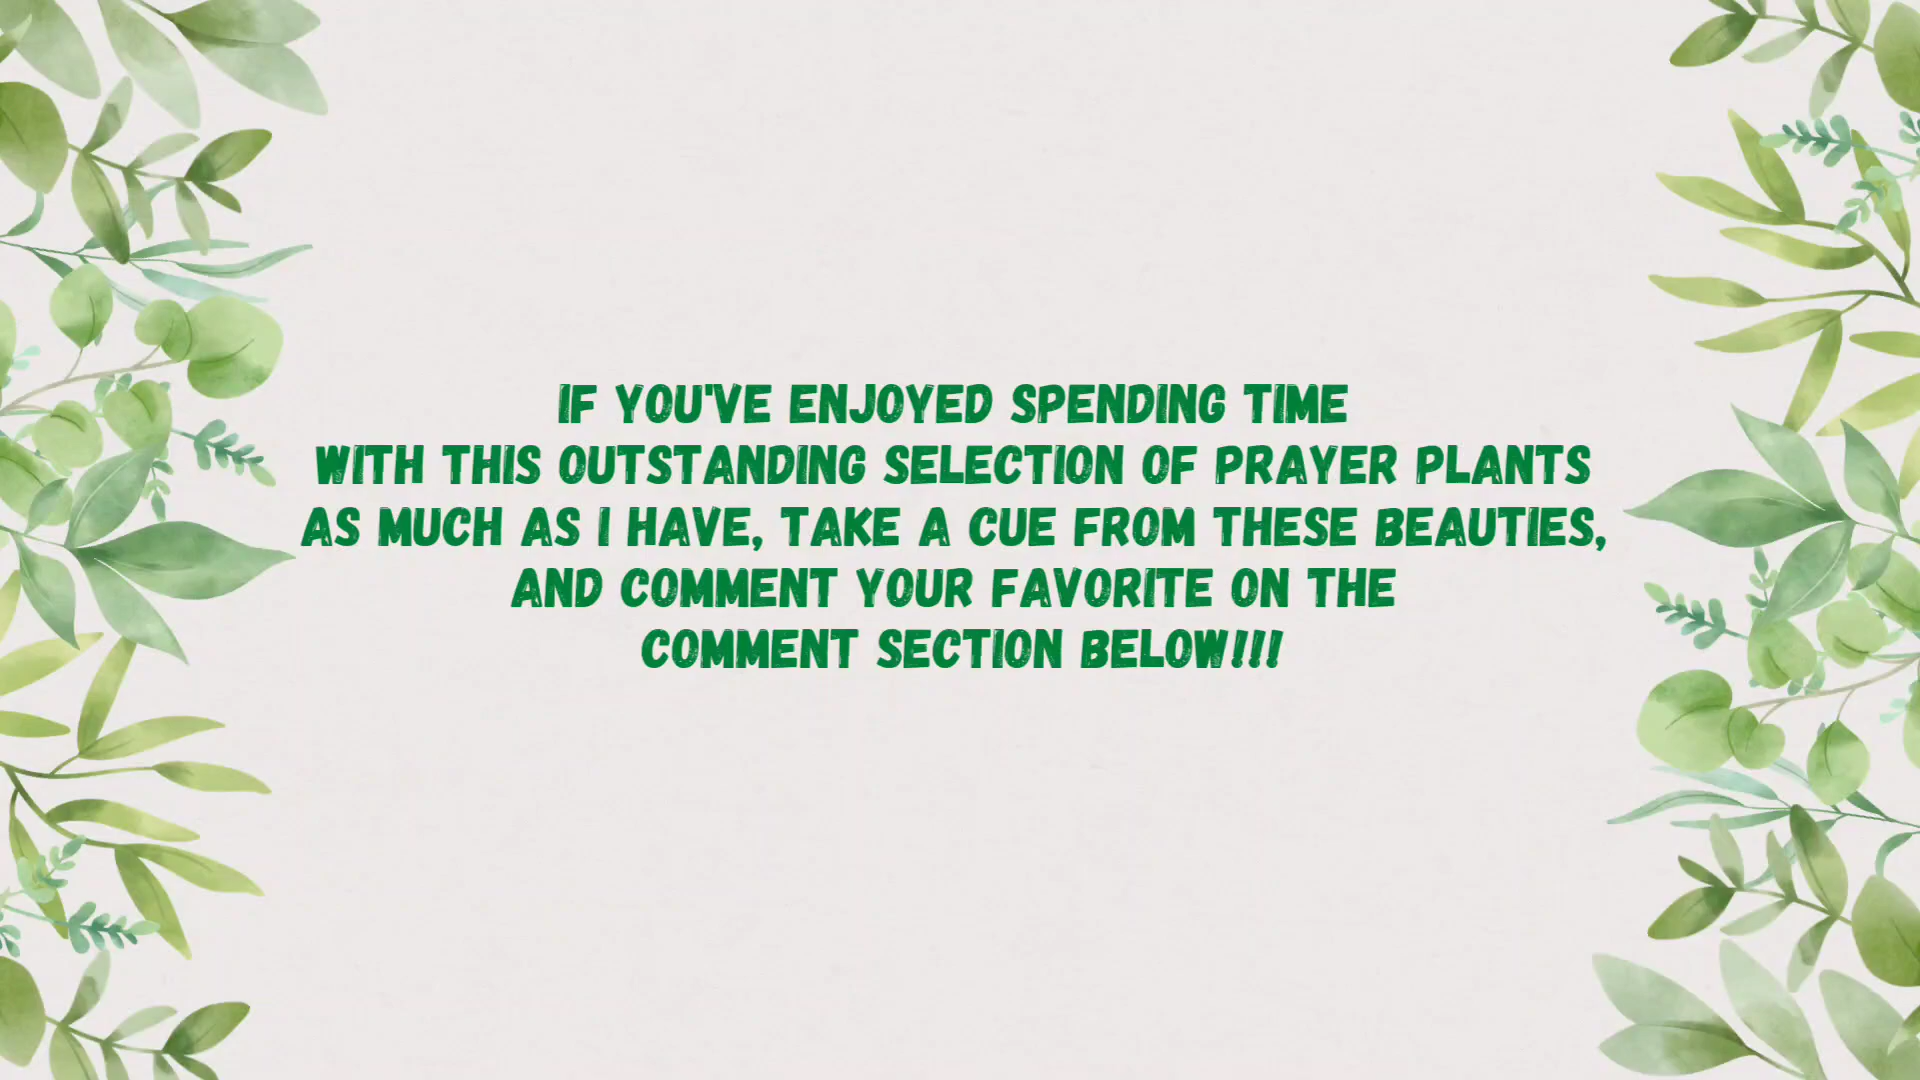 IF YOU'VE ENJOYED SPENDING TIME
WITH THIS OUTSTANDING SELECTION OF PRAYER PLANTS
AS MUCH AS I HAVE, TAKE A CUE FROM THESE BEAUTIES,
AND COMMENT YOUR FAVORITE ON THE
COMMENT SECTION BELOW!!!